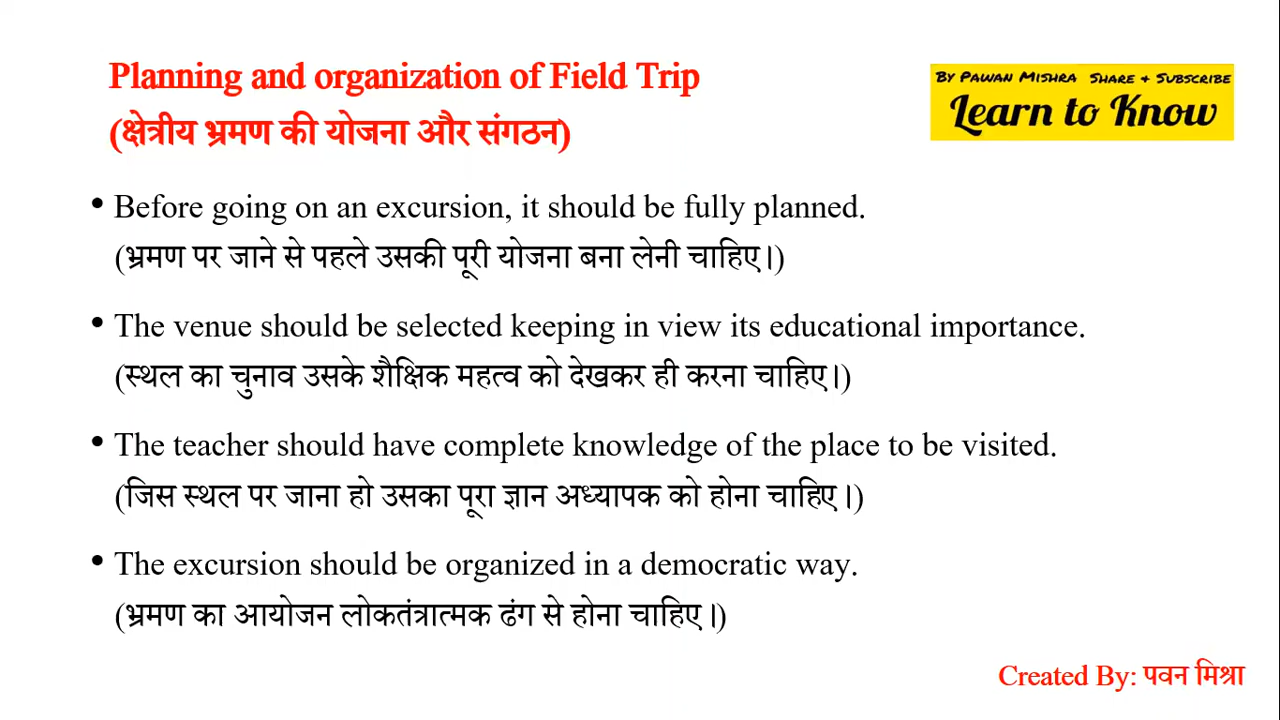 Planning and organization of Field Trip
(क्षेत्रीय भ्रमण की योजना और संगठन)
By Pawan Mishra Share & Subscribe
Learn to Know
• Before going on an excursion, it should be fully planned.
(भ्रमण पर जाने से पहले उसकी पूरी योजना बना लेनी चाहिए।)
• The venue should be selected keeping in view its educational importance.
(स्थल का चुनाव उसके शैक्षिक महत्व को देखकर ही करना चाहिए।)
• The teacher should have complete knowledge of the place to be visited.
(जिस स्थल पर जाना हो उसका पूरा ज्ञान अध्यापक को होना चाहिए।)
• The excursion should be organized in a democratic way.
(भ्रमण का आयोजन लोकतंत्रात्मक ढंग से होना चाहिए।)
Created By: पवन मिश्रा